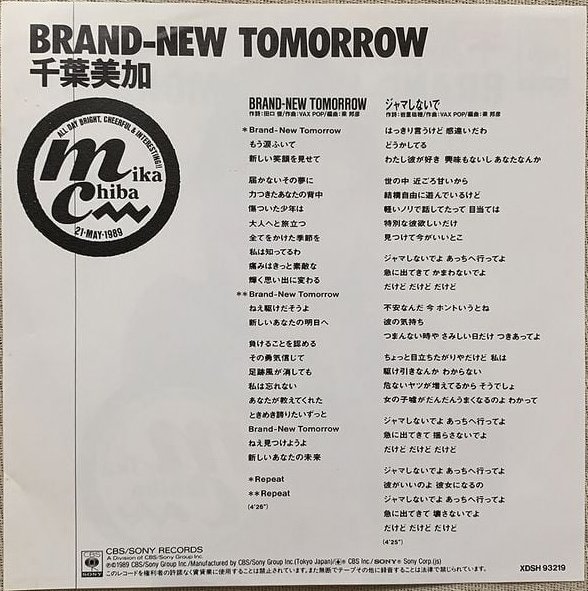 BRAND-NEW TOMORROW
千葉美加
ALL DAY BRIGHT, CHEERFUL & INTERESTING!!
mika
Chiba
21·MAY·1989
BRAND-NEW TOMORROW
作詞:田口 俊/作曲:VAX POP/編曲:東 邦彦
*Brand-New Tomorrow
もう涙ふいて
新しい笑顔を見せて
届かないその夢に
力つきたあなたの背中
傷ついた少年は
大人へと旅立つ
全てをかけた季節を
私は知ってるわ
痛みはきっと素敵な
輝く思い出に変わる
**Brand-New Tomorrow
ねえ駆けだそうよ
新しいあなたの明日へ
負けることを認める
その勇気信じて
足跡風が消しても
私は忘れない
あなたが教えてくれた
ときめき誇りたいずっと
Brand-New Tomorrow
ねえ見つけようよ
新しいあなたの未来
*Repeat
**Repeat
(4'26")
ジャマしないで
作曲:VAX POP/編曲:東 邦彦
はっきり言うけど 感違いだわ
どうかしてる
わたし彼が好き 興味もないし あなたなんか
世の中 近ごろ甘いから
結構自由に遊んでいるけど
軽いノリで話してたって 目当ては
特別な彼欲しいだけ
見つけて今がいいとこ
ジャマしないでよ あっちへ行ってよ
急に出てきて かまわないでよ
だけど だけど だけど
不安なんだ 今 ホントいうとね
彼の気持ち
つまんない時や さみしい日だけ つきあってよ
ちょっと目立ちたがりやだけど 私は
駆け引きなんか わからない
危ないヤツが増えてるから そうでしょ
女の子嘘がだんだんうまくなるのよ わかって
ジャマしないでよ あっちへ行ってよ
急に出てきて 揺らさないでよ
だけど だけど だけど
ジャマしないでよ あっちへ行ってよ
彼がいいのよ 彼女になるの
ジャマしないでよ あっちへ行ってよ
急に出てきて 壊さないでよ
だけど だけど だけど
(4'25")
SONY
CBS/SONY RECORDS
A Division of CBS/Sony Group Inc.
℗©1989 CBS/Sony Group Inc./Manufactured by CBS/Sony Group Inc.(Tokyo Japan)/® CBS Inc./SONY® Sony Corp.(js)
このレコードを権利者の許諾なく賃貸業に使用することは禁止されています。また無断でテープその他に録音することは法律で禁じられています。
XDSH 93219